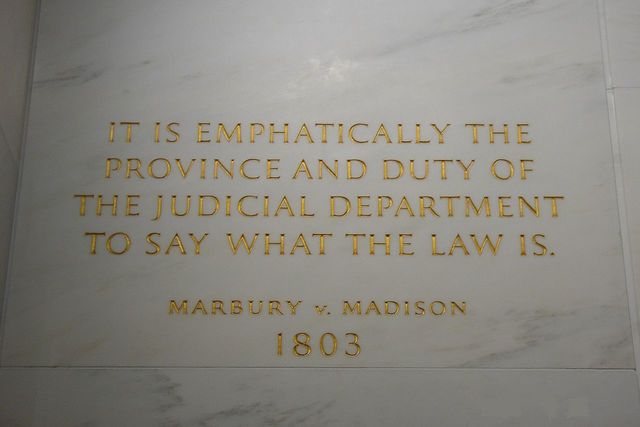 IT IS EMPHATICALLY THE
PROVINCE AND DUTY OF
THE JUDICIAL DEPARTMENT
TO SAY WHAT THE LAW IS.
MARBURY v. MADISON
1803